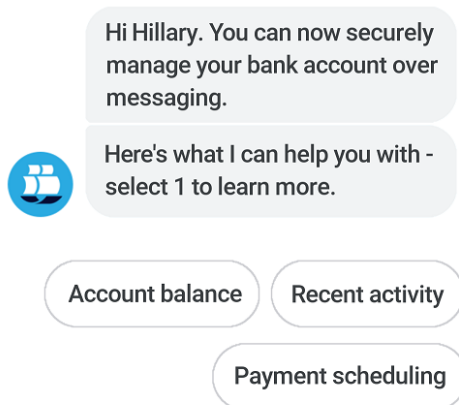 Hi Hillary. You can now securely
manage your bank account over
messaging.
Here's what I can help you with -
select 1 to learn more.
Account balance
Recent activity
Payment scheduling